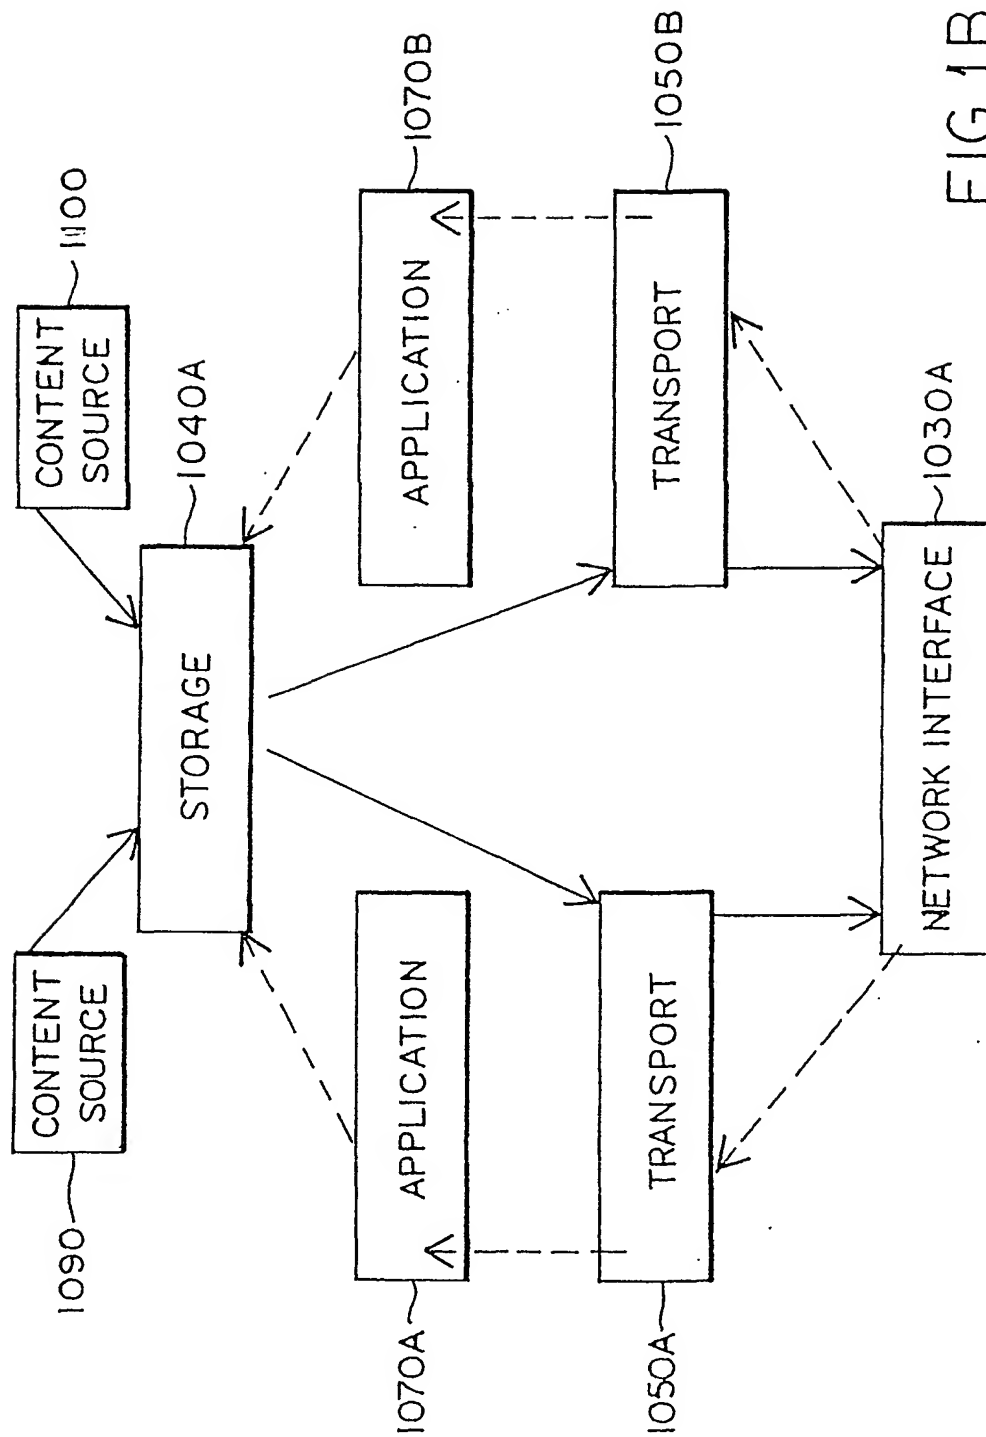 1090
CONTENT
SOURCE
CONTENT
SOURCE
1100
STORAGE
1040A
1070A
APPLICATION
APPLICATION
1070B
1050A
TRANSPORT
TRANSPORT
1050B
NETWORK INTERFACE
1030A
FIG 1B